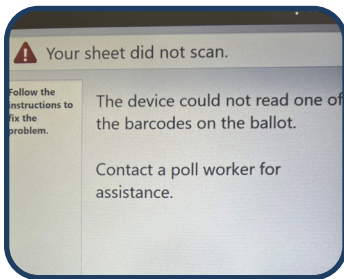 Your sheet did not scan.
Follow the
instructions to
fix the
problem.
The device could not read one of
the barcodes on the ballot.
Contact a poll worker for
assistance.